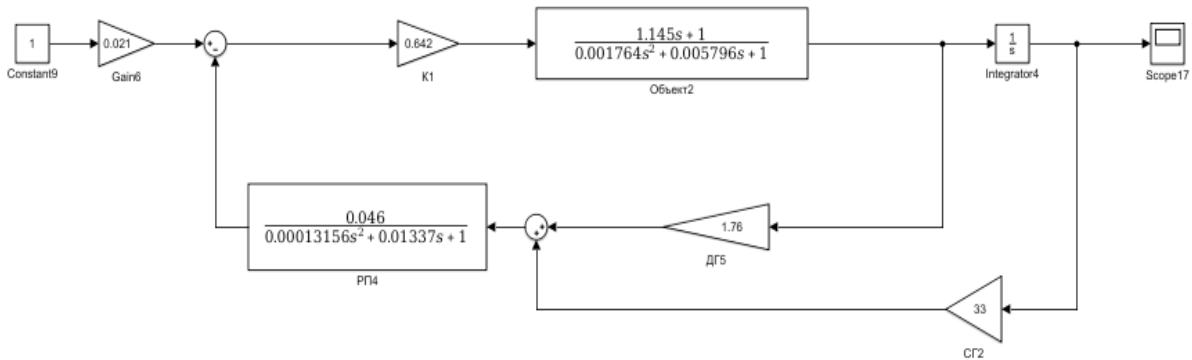 1
Constant9
0.021
Gain6
+
−
0.642
К1
1.145s + 1
0.001764s² + 0.005796s + 1
Объект2
1
s
Integrator4
Scope17
0.046
0.00013156s² + 0.01337s + 1
РП4
+
+
1.76
ДГ5
33
СГ2